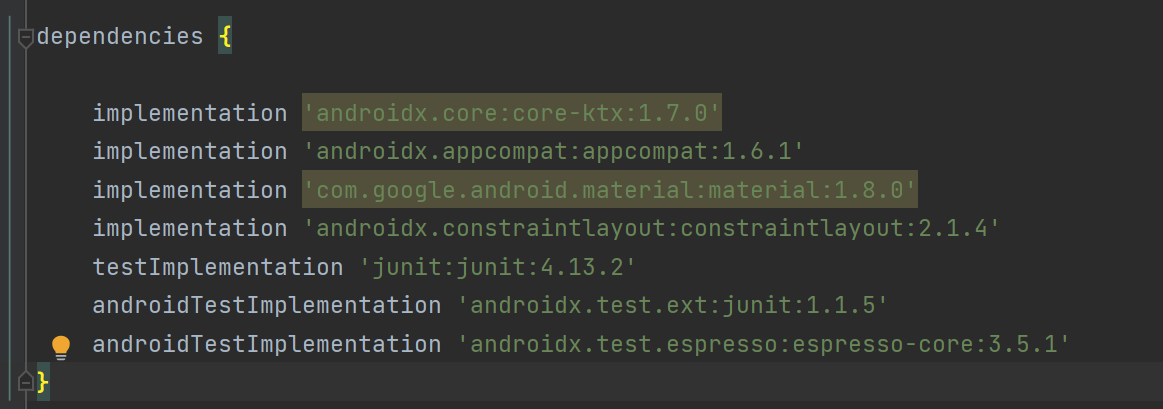 dependencies {
implementation 'androidx.core:core-ktx:1.7.0'
implementation 'androidx.appcompat:appcompat:1.6.1'
implementation 'com.google.android.material:material:1.8.0'
implementation 'androidx.constraintlayout:constraintlayout:2.1.4'
testImplementation 'junit:junit:4.13.2'
androidTestImplementation 'androidx.test.ext:junit:1.1.5'
androidTestImplementation 'androidx.test.espresso:espresso-core:3.5.1'
}